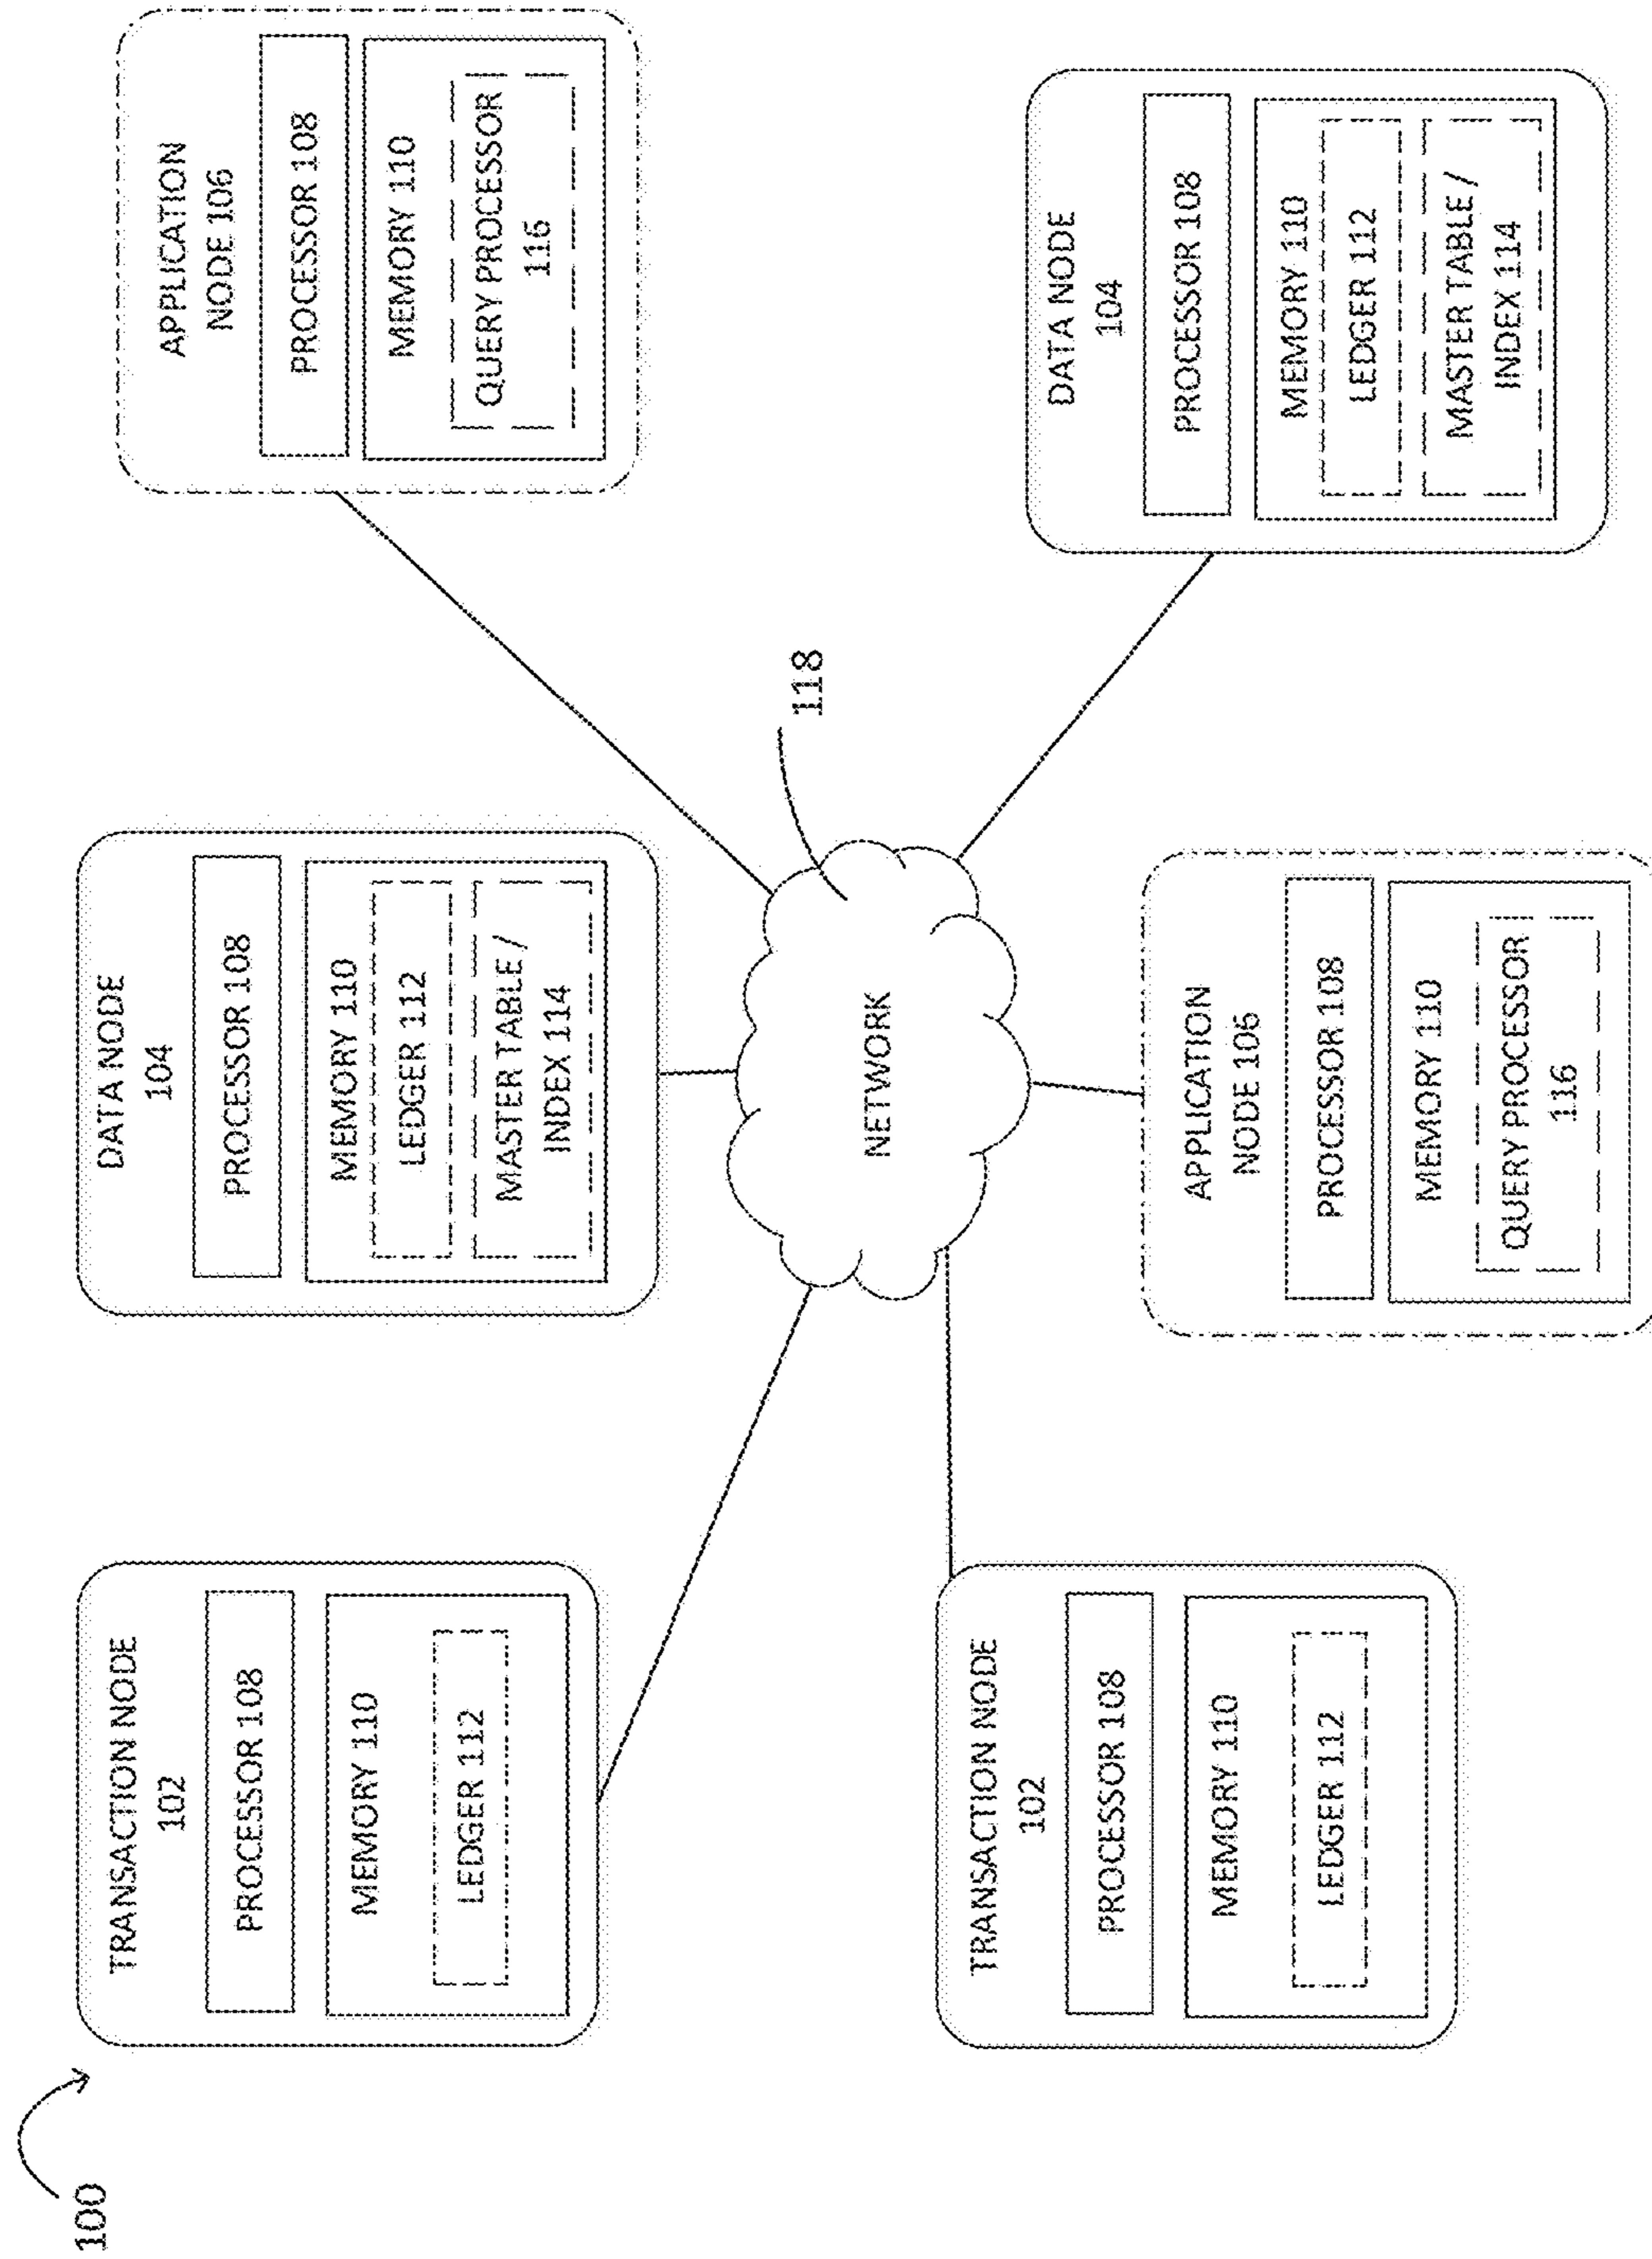 100
TRANSACTION NODE
102
PROCESSOR 108
MEMORY 110
LEDGER 112
DATA NODE
104
PROCESSOR 108
MEMORY 110
LEDGER 112
MASTER TABLE /
INDEX 114
APPLICATION
NODE 106
PROCESSOR 108
MEMORY 110
QUERY PROCESSOR
116
118
NETWORK
TRANSACTION NODE
102
PROCESSOR 108
MEMORY 110
LEDGER 112
APPLICATION
NODE 106
PROCESSOR 108
MEMORY 110
QUERY PROCESSOR
116
DATA NODE
104
PROCESSOR 108
MEMORY 110
LEDGER 112
MASTER TABLE /
INDEX 114